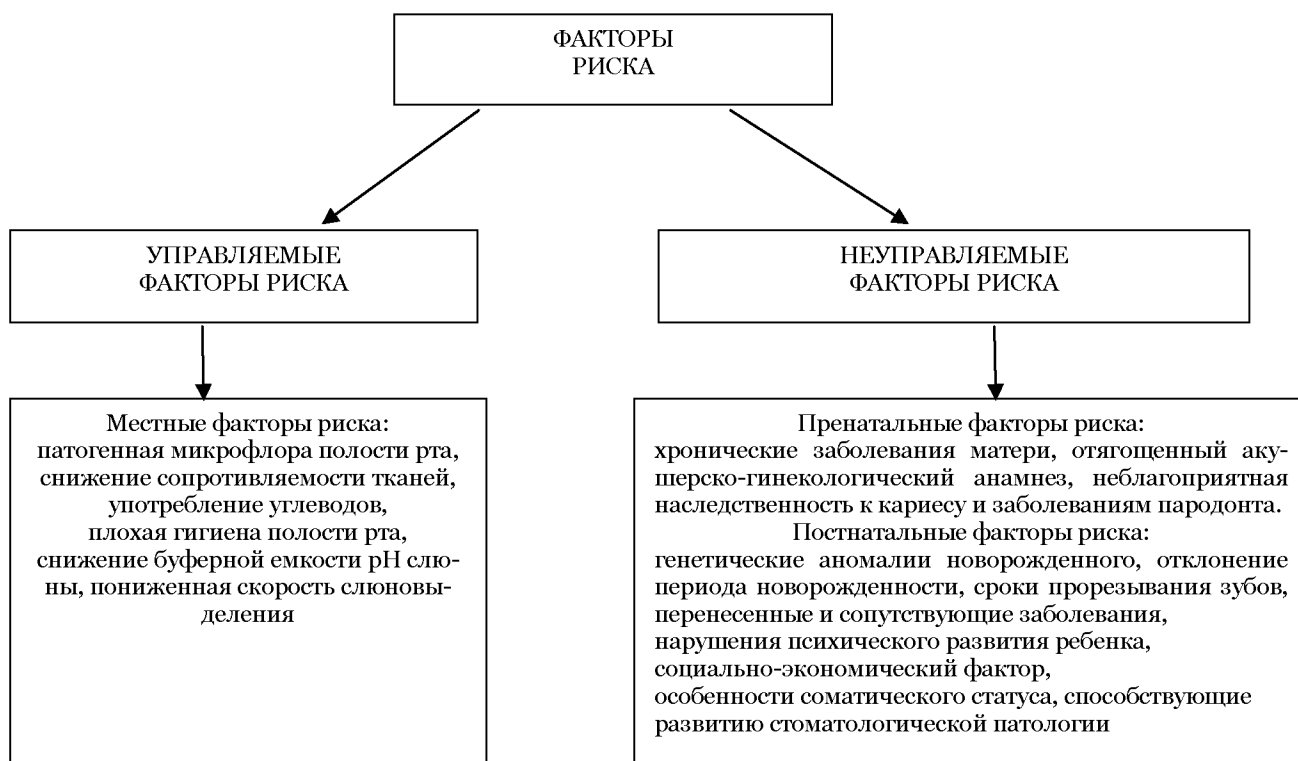 ФАКТОРЫ
РИСКА
УПРАВЛЯЕМЫЕ
ФАКТОРЫ РИСКА
НЕУПРАВЛЯЕМЫЕ
ФАКТОРЫ РИСКА
Местные факторы риска:
патогенная микрофлора полости рта,
снижение сопротивляемости тканей,
употребление углеводов,
плохая гигиена полости рта,
снижение буферной емкости рН слю-
ны, пониженная скорость слюновы-
деления
Пренатальные факторы риска:
хронические заболевания матери, отягощенный аку-
шерско-гинекологический анамнез, неблагоприятная
наследственность к кариесу и заболеваниям пародонта.
Постнатальные факторы риска:
генетические аномалии новорожденного, отклонение
периода новорожденности, сроки прорезывания зубов,
перенесенные и сопутствующие заболевания,
нарушения психического развития ребенка,
социально-экономический фактор,
особенности соматического статуса, способствующие
развитию стоматологической патологии